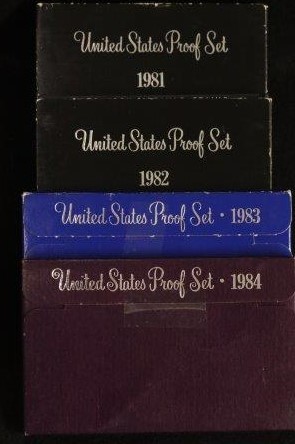 United States Proof Set
1981
United States Proof Set
1982
United States Proof Set · 1983
United States Proof Set · 1984